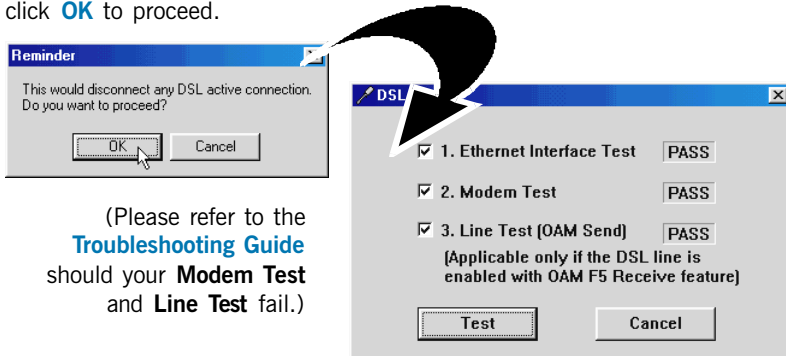 click OK to proceed.
Reminder
This would disconnect any DSL active connection.
Do you want to proceed?
OK Cancel
(Please refer to the
Troubleshooting Guide
should your Modem Test
and Line Test fail.)
DSL
1. Ethernet Interface Test PASS
2. Modem Test PASS
3. Line Test (OAM Send) PASS
(Applicable only if the DSL line is
enabled with OAM F5 Receive feature)
Test Cancel